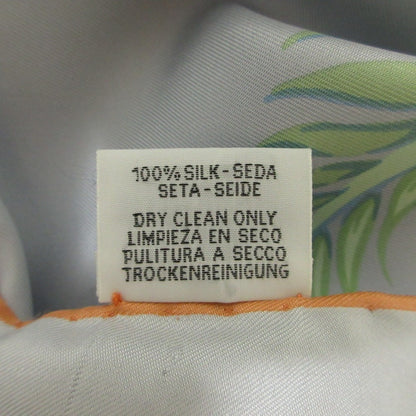 100% SILK-SEDA
SETA-SEIDE
DRY CLEAN ONLY
LIMPIEZA EN SECO
PULITURA A SECCO
TROCKENREINIGUNG